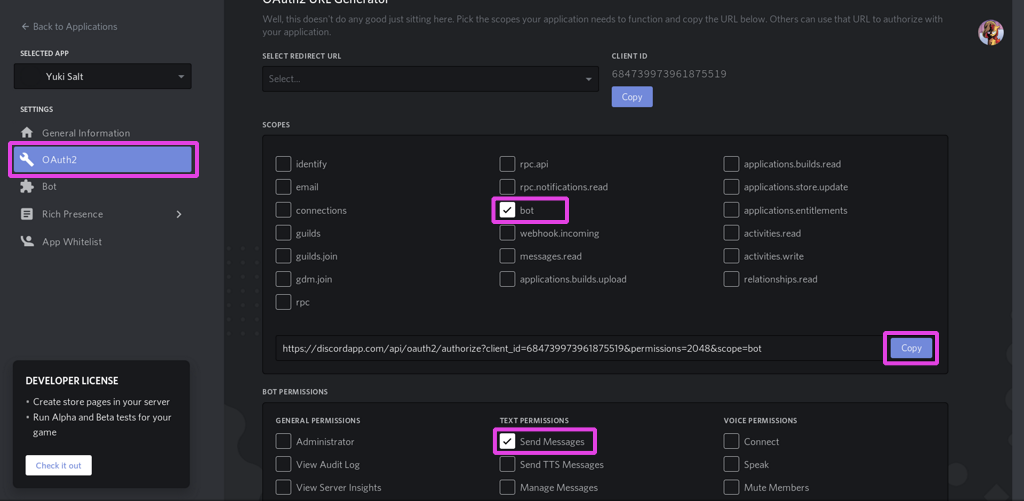 OAuth2 URL Generator
Well, this doesn't do any good just sitting here. Pick the scopes your application needs to function and copy the URL below. Others can use that URL to authorize with
your application.
← Back to Applications
SELECTED APP
Yuki Salt
SETTINGS
General Information
OAuth2
Bot
Rich Presence
App Whitelist
DEVELOPER LICENSE
• Create store pages in your server
• Run Alpha and Beta tests for your
game
Check it out
SELECT REDIRECT URL
Select...
CLIENT ID
684739973961875519
Copy
SCOPES
identify
email
connections
guilds
guilds.join
gdm.join
rpc
rpc.api
rpc.notifications.read
bot
webhook.incoming
messages.read
applications.builds.upload
applications.builds.read
applications.store.update
applications.entitlements
activities.read
activities.write
relationships.read
https://discordapp.com/api/oauth2/authorize?client_id=684739973961875519&permissions=2048&scope=bot
Copy
BOT PERMISSIONS
GENERAL PERMISSIONS
Administrator
View Audit Log
View Server Insights
TEXT PERMISSIONS
Send Messages
Send TTS Messages
Manage Messages
VOICE PERMISSIONS
Connect
Speak
Mute Members